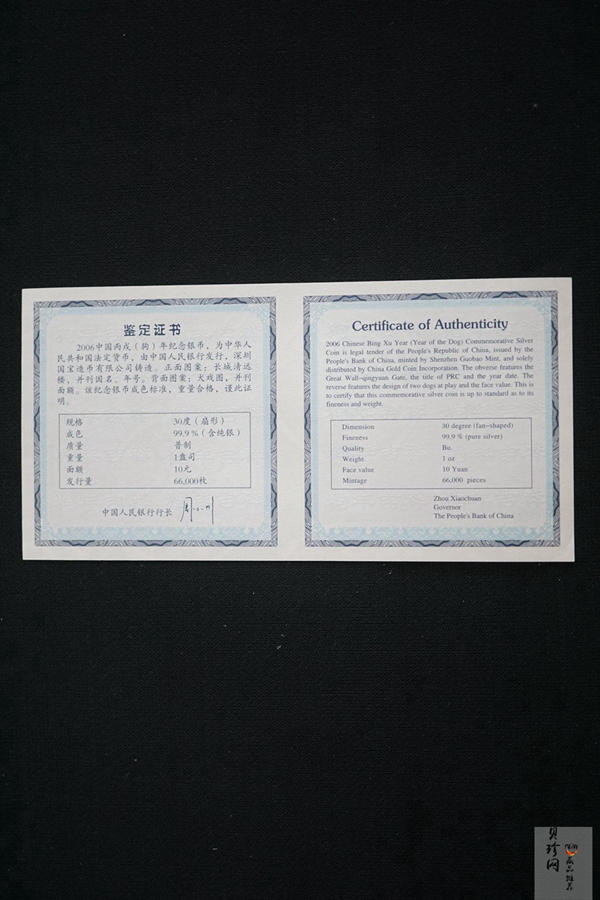 鉴定证书
2006中国丙戌（狗）年纪念银币，为中华人
民共和国法定货币，由中国人民银行发行，深圳
国宝造币有限公司铸造。正面图案：长城清远
楼，并刊国名、年号。背面图案：犬戏图，并刊
面额。该纪念银币成色标准，重量合格，谨此证
明。
规格 30度（扇形）
成色 99.9%（含纯银）
质量 普制
重量 1盎司
面额 10元
发行量 66,000枚
中国人民银行行长
Certificate of Authenticity
2006 Chinese Bing Xu Year (Year of the Dog) Commemorative Silver
Coin is legal tender of the People's Republic of China, issued by the
People's Bank of China, minted by Shenzhen Guobao Mint, and solely
distributed by China Gold Coin Incorporation. The obverse features the
Great Wall-qingyuan Gate, the title of PRC and the year date. The
reverse features the design of two dogs at play and the face value. This is
to certify that this commemorative silver coin is up to standard as to its
fineness and weight.
Dimension 30 degree (fan-shaped)
Fineness 99.9% (pure silver)
Quality Bu.
Weight 1 oz
Face value 10 Yuan
Mintage 66,000 pieces
Zhou Xiaochuan
Governor
The People's Bank of China
贝珍网